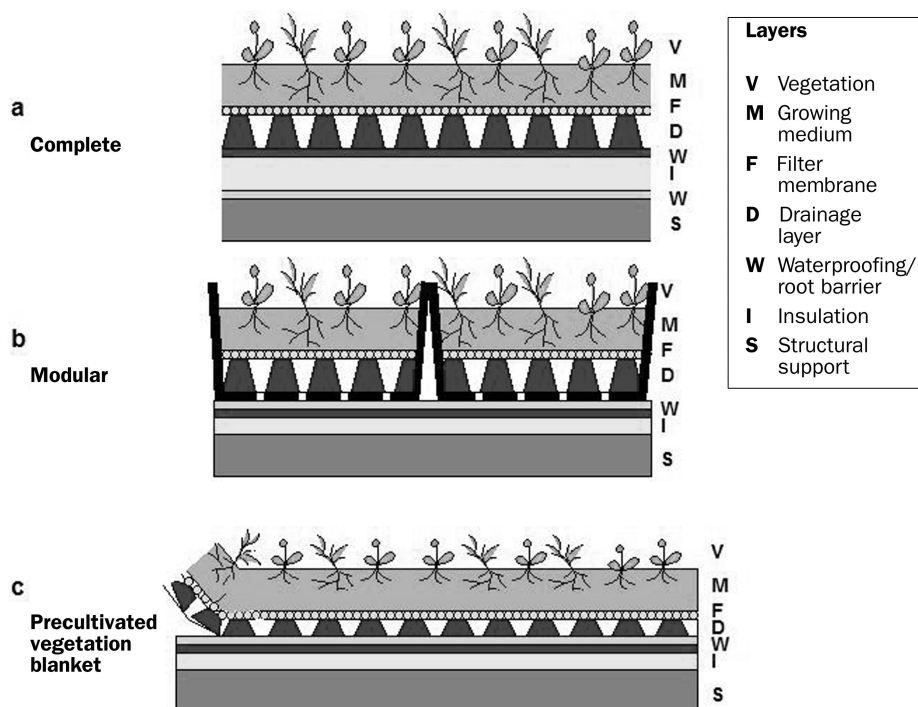 a
Complete
V
M
F
D
W
I
W
S
b
Modular
V
M
F
D
W
I
S
c
Precultivated
vegetation
blanket
V
M
F
D
W
I
S
Layers
V Vegetation
M Growing
medium
F Filter
membrane
D Drainage
layer
W Waterproofing/
root barrier
I Insulation
S Structural
support